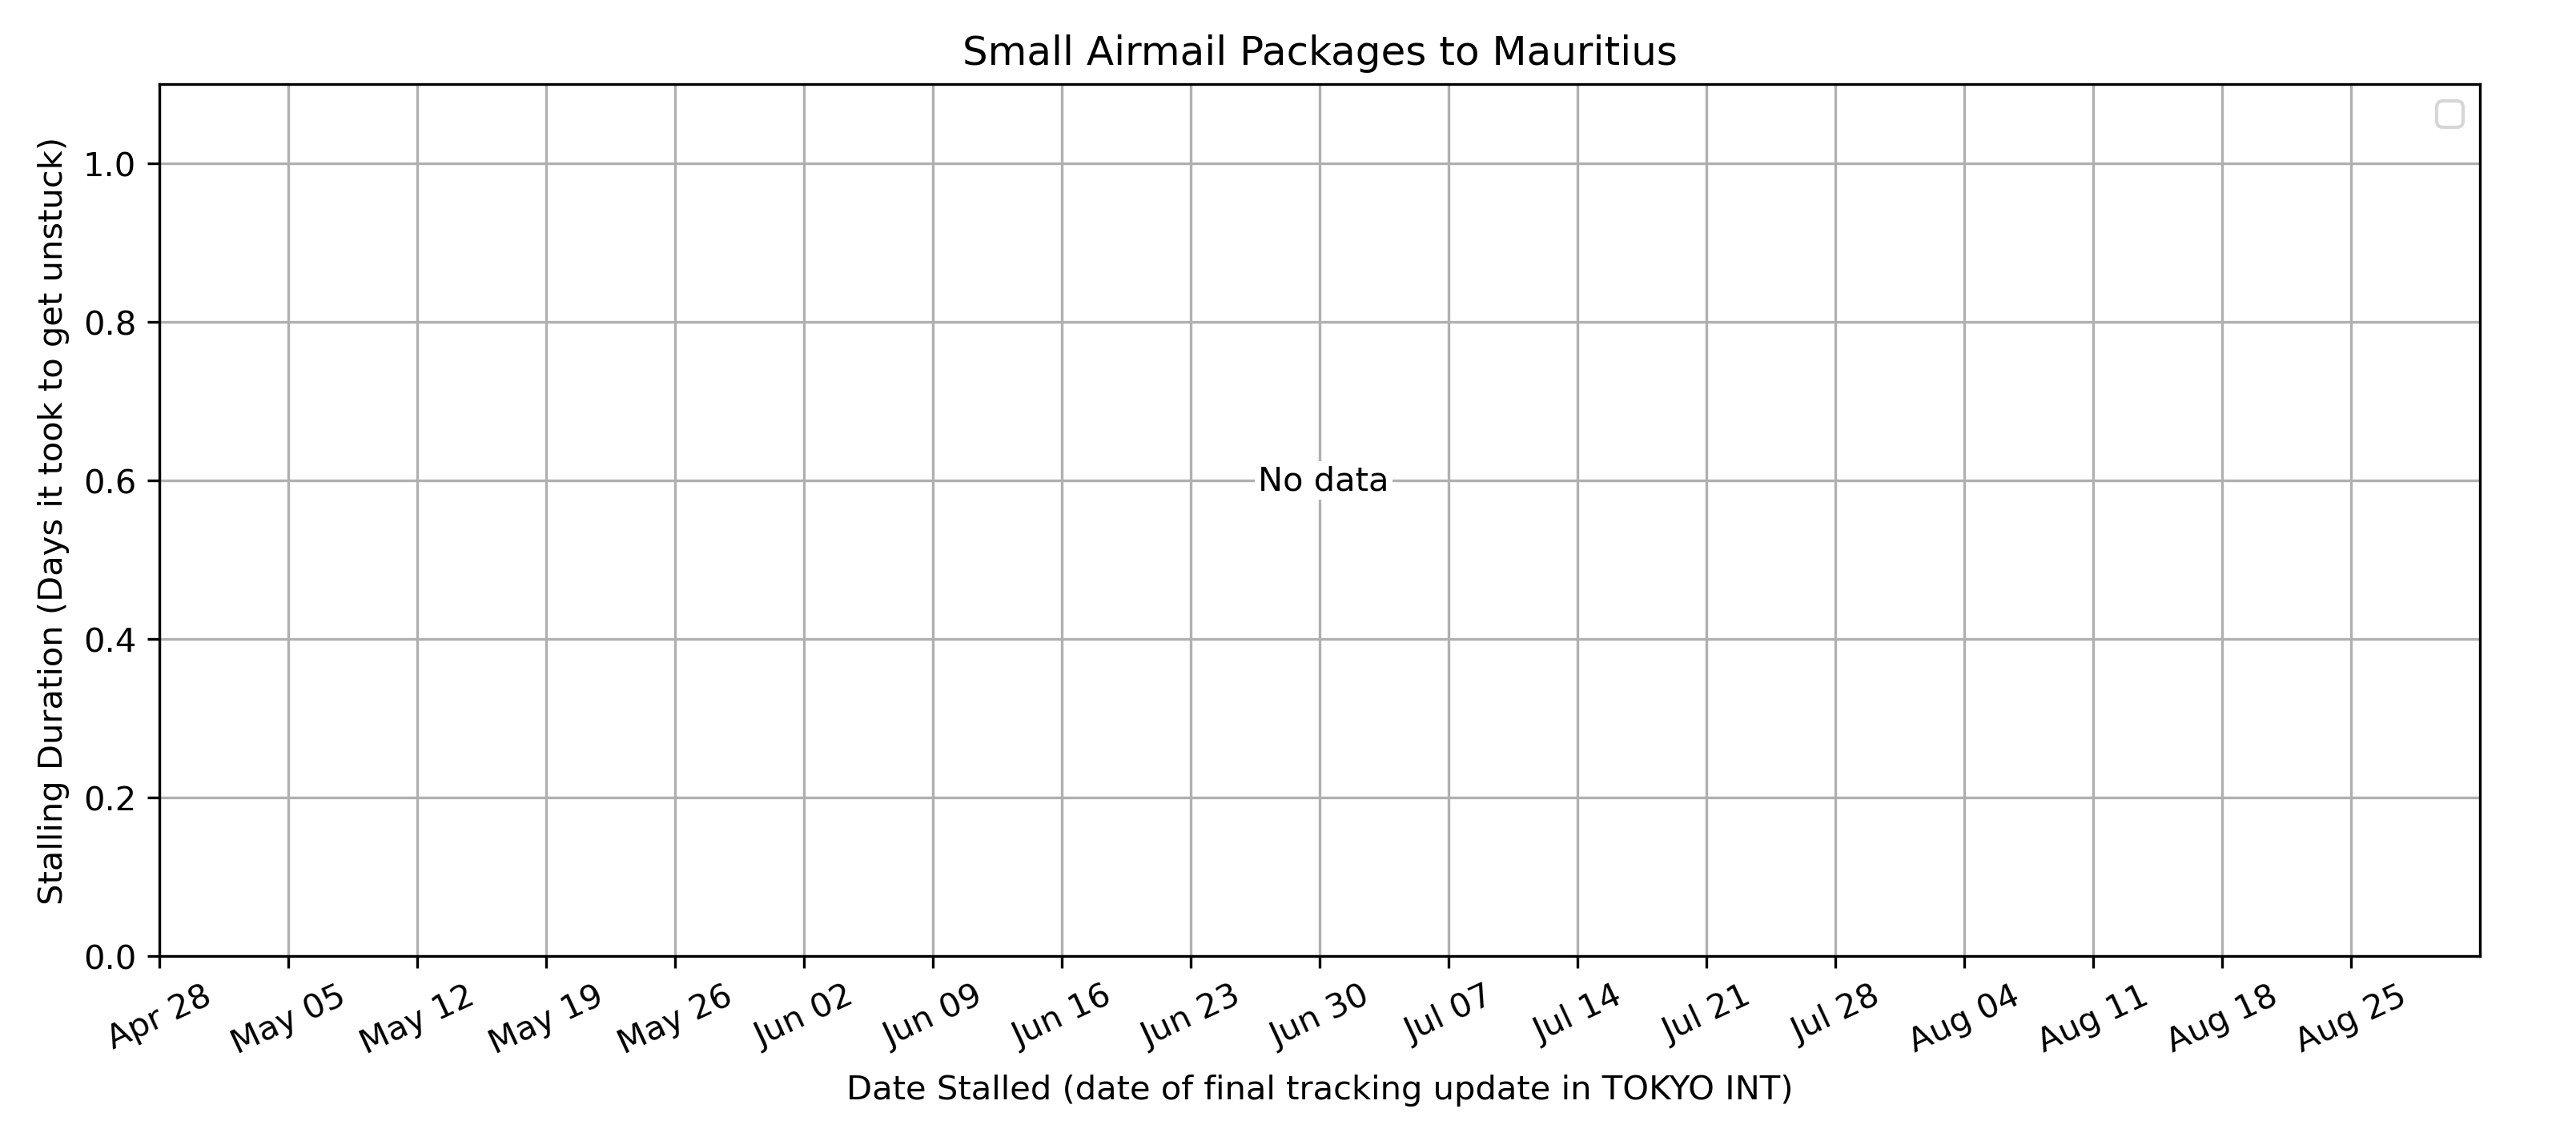 Small Airmail Packages to Mauritius
Stalling Duration (Days it took to get unstuck)
1.0
0.8
0.6
0.4
0.2
0.0
No data
Apr 28
May 05
May 12
May 19
May 26
Jun 02
Jun 09
Jun 16
Jun 23
Jun 30
Jul 07
Jul 14
Jul 21
Jul 28
Aug 04
Aug 11
Aug 18
Aug 25
Date Stalled (date of final tracking update in TOKYO INT)